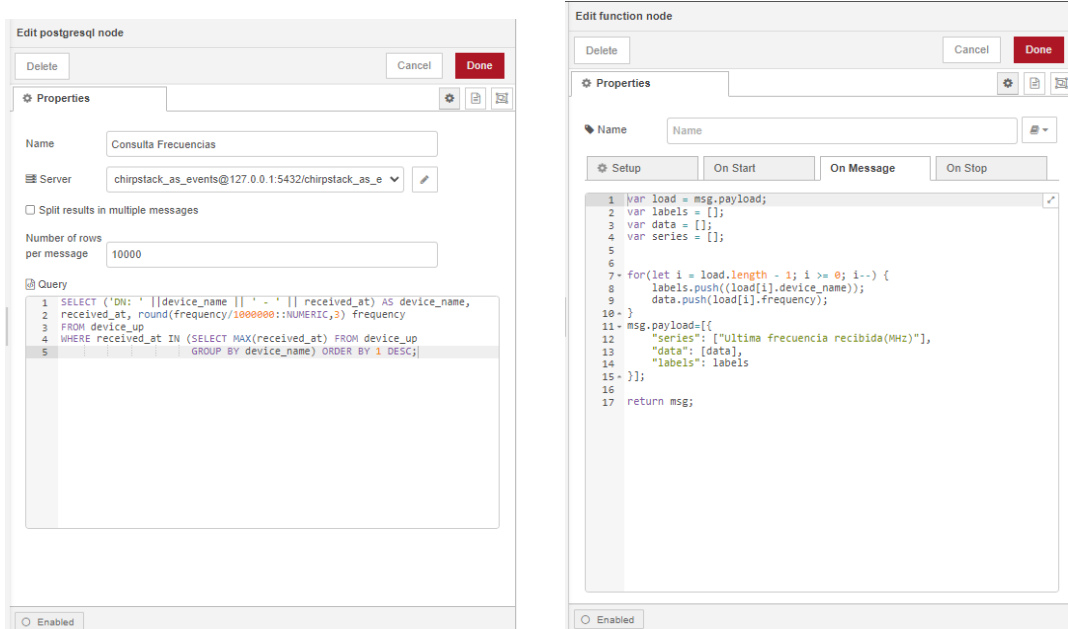 Edit postgresql node
Delete
Cancel
Done
Properties
Name
Consulta Frecuencias
Server
chirpstack_as_events@127.0.0.1:5432/chirpstack_as_e
Split results in multiple messages
Number of rows
per message
10000
Query
1 SELECT ('DN: ' ||device_name || ' - ' || received_at) AS device_name,
2 received_at, round(frequency/1000000::NUMERIC,3) frequency
3 FROM device_up
4 WHERE received_at IN (SELECT MAX(received_at) FROM device_up
5 GROUP BY device_name) ORDER BY 1 DESC;
Enabled
Edit function node
Delete
Cancel
Done
Properties
Name
Name
Setup
On Start
On Message
On Stop
1 var load = msg.payload;
2 var labels = [];
3 var data = [];
4 var series = [];
5
6
7 for(let i = load.length - 1; i >= 0; i--) {
8 labels.push((load[i].device_name));
9 data.push(load[i].frequency);
10 }
11 msg.payload=[{
12 "series": ["Ultima frecuencia recibida(MHz)"],
13 "data": [data],
14 "labels": labels
15 }];
16
17 return msg;
Enabled